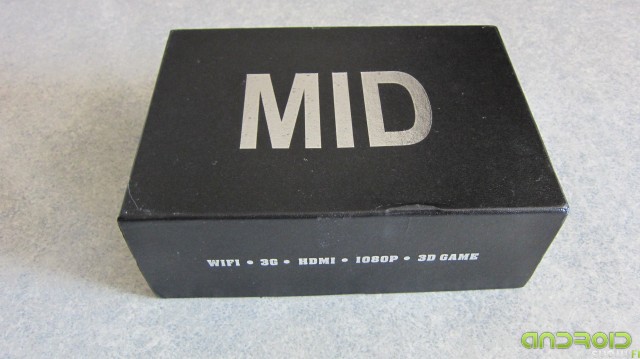 MID
WIFI • 3G • HDMI • 1080P • 3D GAME
ANDROID